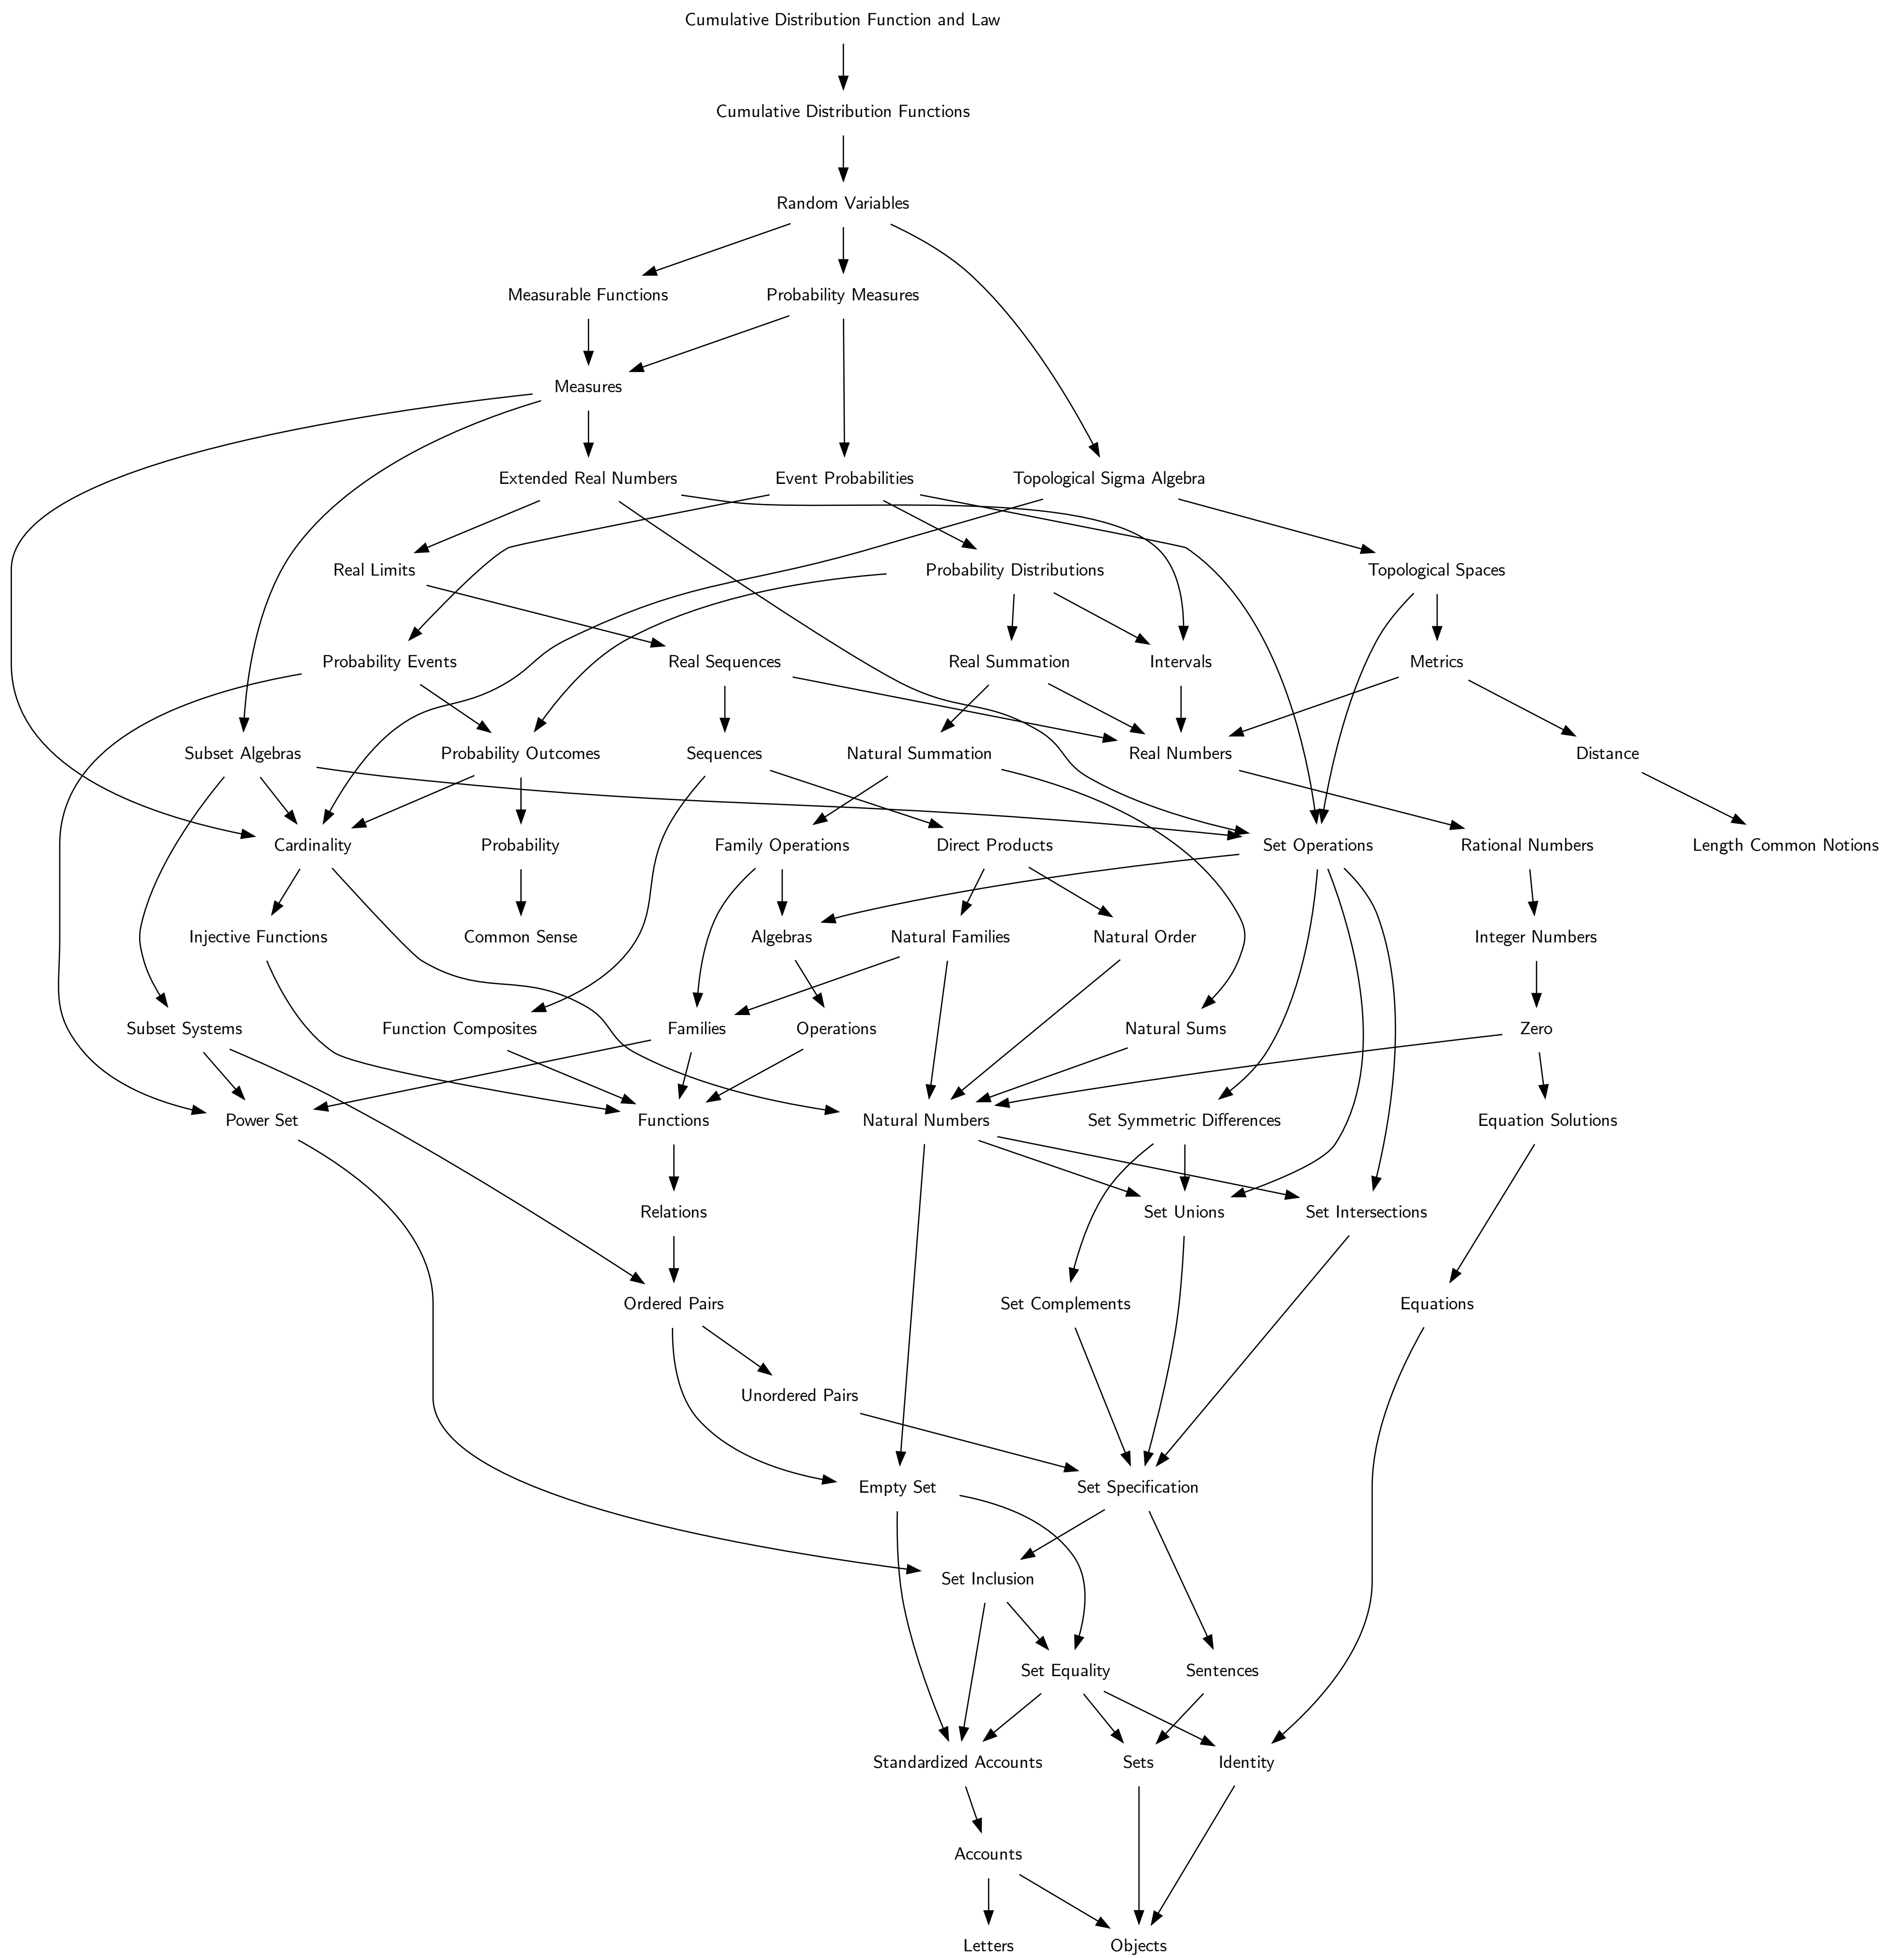 Cumulative Distribution Function and Law
Cumulative Distribution Functions
Random Variables
Measurable Functions
Probability Measures
Measures
Extended Real Numbers
Event Probabilities
Topological Sigma Algebra
Real Limits
Probability Distributions
Topological Spaces
Probability Events
Real Sequences
Real Summation
Intervals
Metrics
Subset Algebras
Probability Outcomes
Sequences
Natural Summation
Real Numbers
Distance
Cardinality
Probability
Family Operations
Direct Products
Set Operations
Rational Numbers
Length Common Notions
Injective Functions
Common Sense
Algebras
Natural Families
Natural Order
Integer Numbers
Subset Systems
Function Composites
Families
Operations
Natural Sums
Zero
Power Set
Functions
Natural Numbers
Set Symmetric Differences
Equation Solutions
Relations
Set Unions
Set Intersections
Ordered Pairs
Set Complements
Equations
Unordered Pairs
Empty Set
Set Specification
Set Inclusion
Set Equality
Sentences
Standardized Accounts
Sets
Identity
Accounts
Letters
Objects